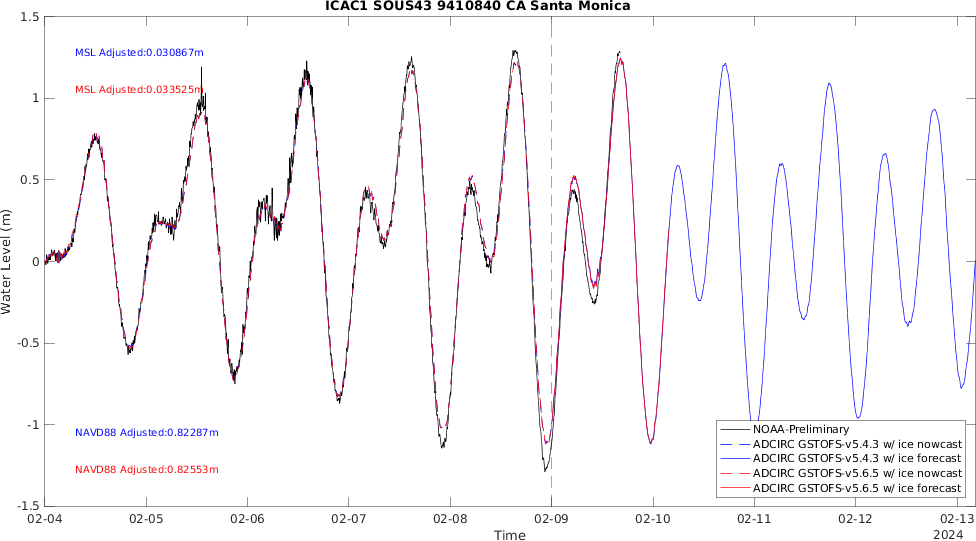 ICAC1 SOUS43 9410840 CA Santa Monica
1.5
MSL Adjusted:0.030867m
MSL Adjusted:0.033525m
1
0.5
Water Level (m)
0
-0.5
-1
NAVD88 Adjusted:0.82287m
NAVD88 Adjusted:0.82553m
-1.5
NOAA-Preliminary
ADCIRC GSTOFS-v5.4.3 w/ ice nowcast
ADCIRC GSTOFS-v5.4.3 w/ ice forecast
ADCIRC GSTOFS-v5.6.5 w/ ice nowcast
ADCIRC GSTOFS-v5.6.5 w/ ice forecast
02-04 02-05 02-06 02-07 02-08 02-09 02-10 02-11 02-12 02-13
Time
2024